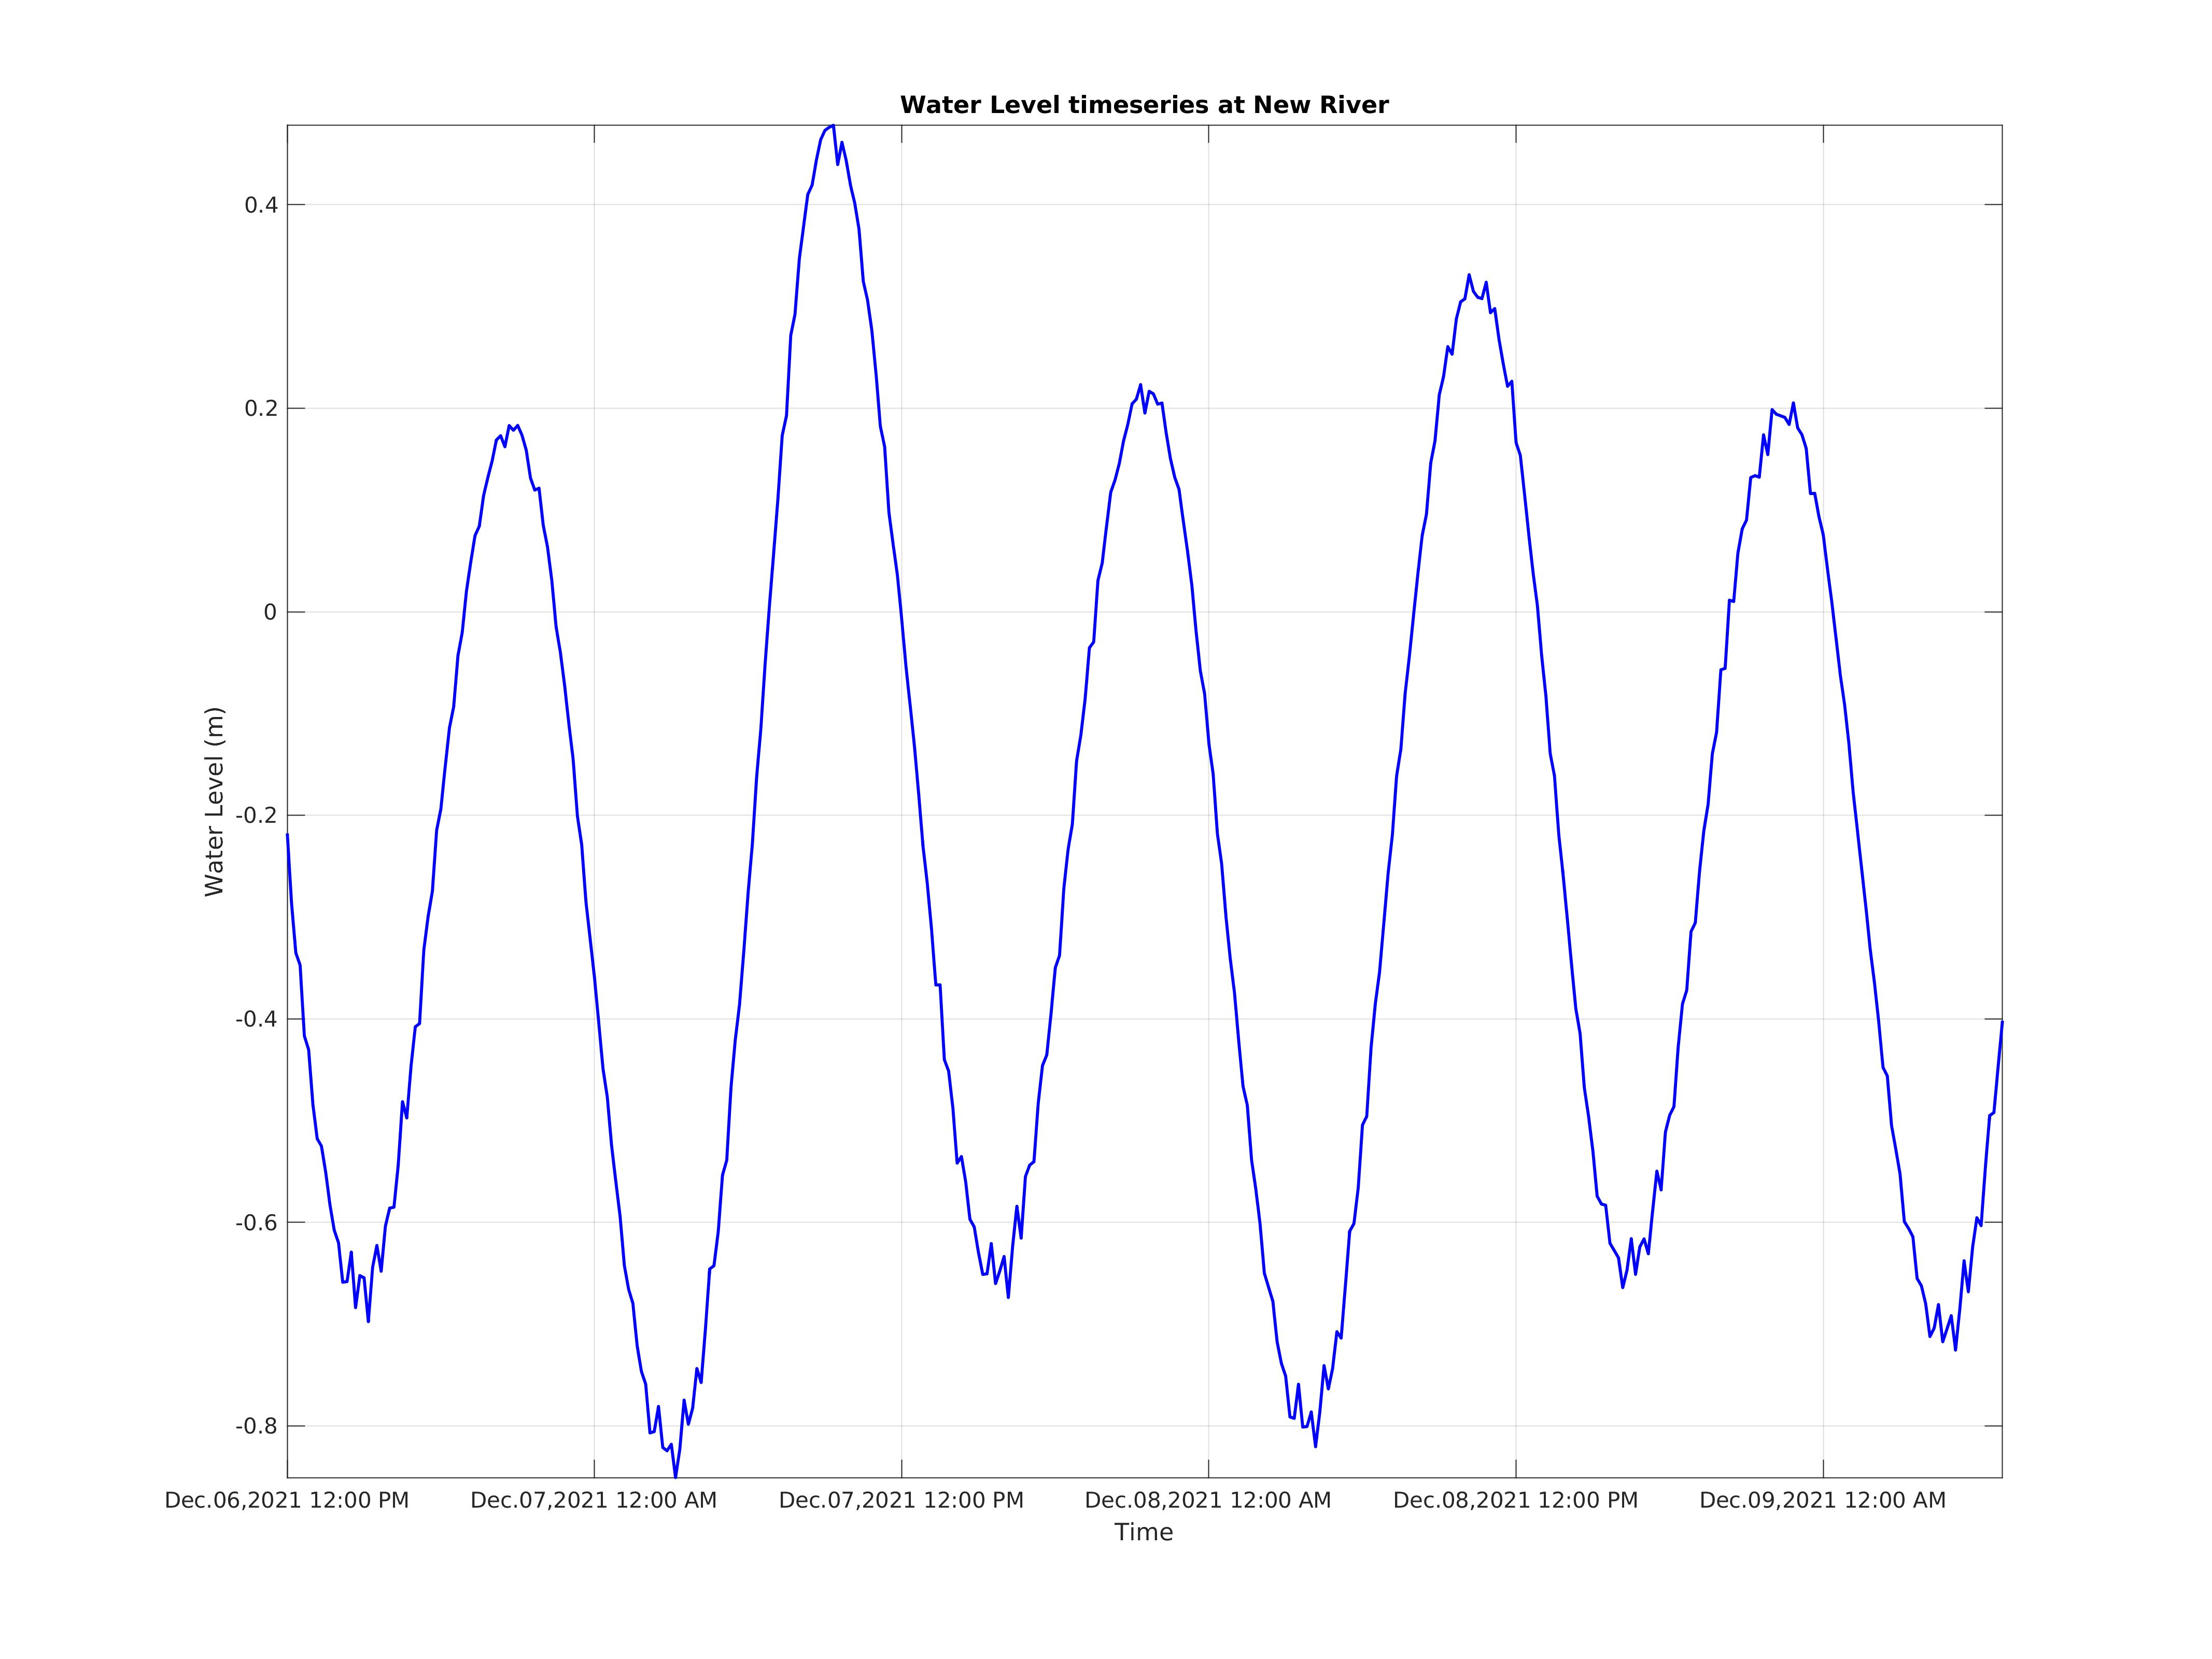 Water Level timeseries at New River
0.4
0.2
0
-0.2
-0.4
-0.6
-0.8
Water Level (m)
Dec.06,2021 12:00 PM
Dec.07,2021 12:00 AM
Dec.07,2021 12:00 PM
Dec.08,2021 12:00 AM
Dec.08,2021 12:00 PM
Dec.09,2021 12:00 AM
Time